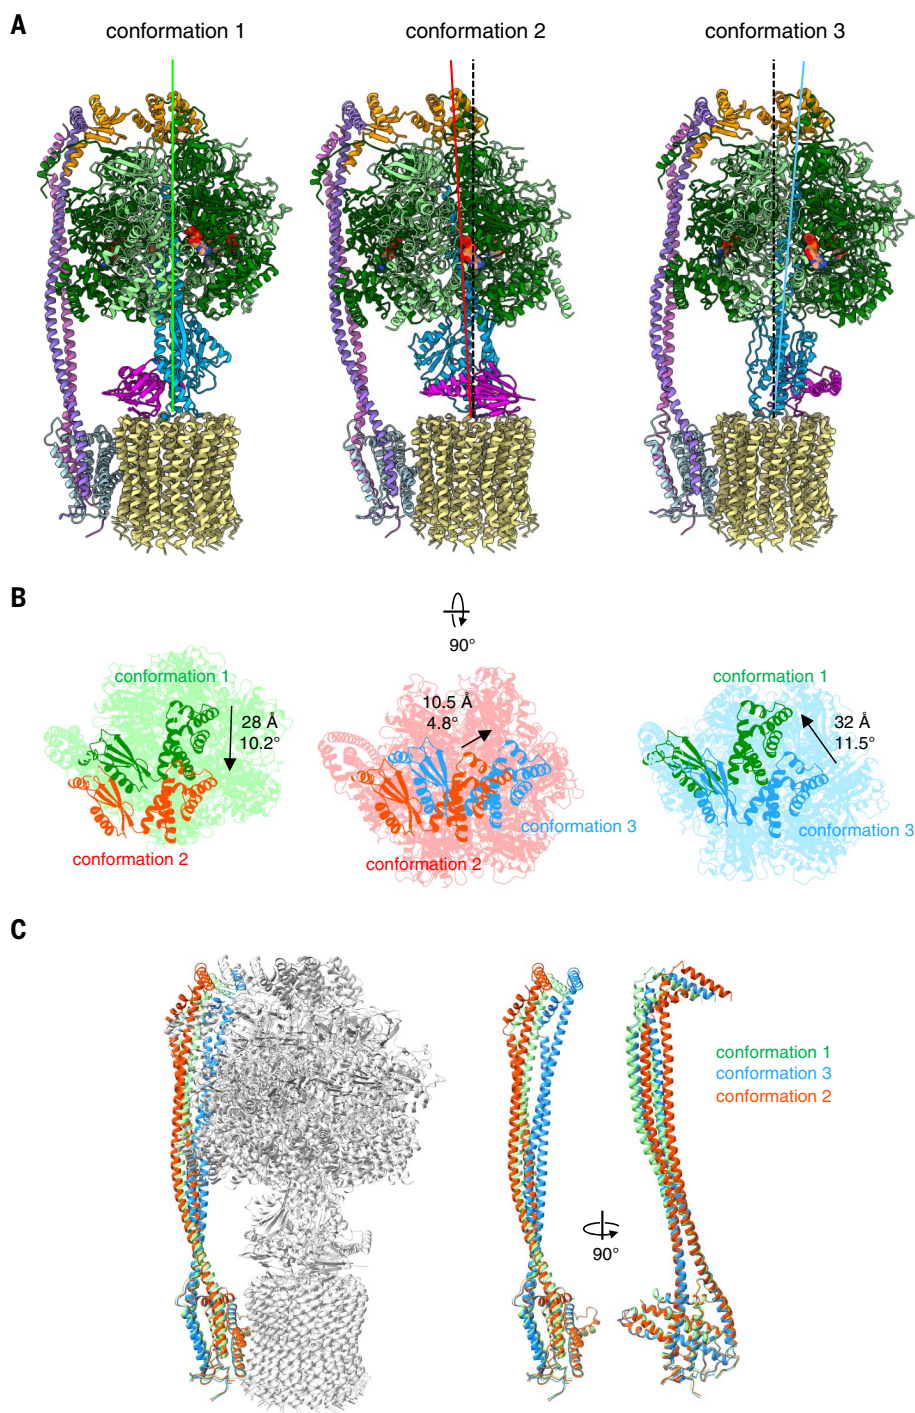 A
conformation 1
conformation 2
conformation 3
B
90°
conformation 1
28 Å
10.2°
conformation 2
10.5 Å
4.8°
conformation 3
conformation 2
conformation 1
32 Å
11.5°
conformation 3
C
conformation 1
conformation 3
conformation 2
90°